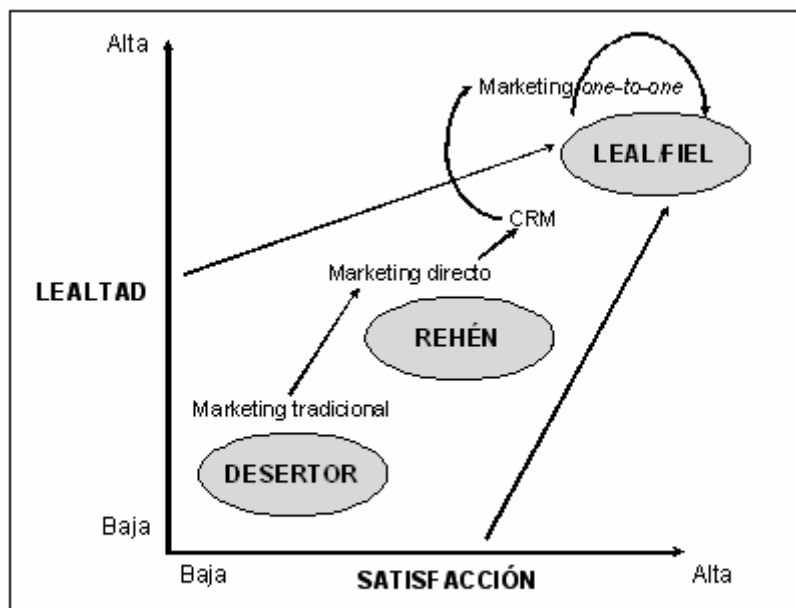 Alta
Marketing one-to-one
LEAL/FIEL
CRM
Marketing directo
LEALTAD
REHÉN
Marketing tradicional
DESERTOR
Baja
Baja
SATISFACCIÓN
Alta